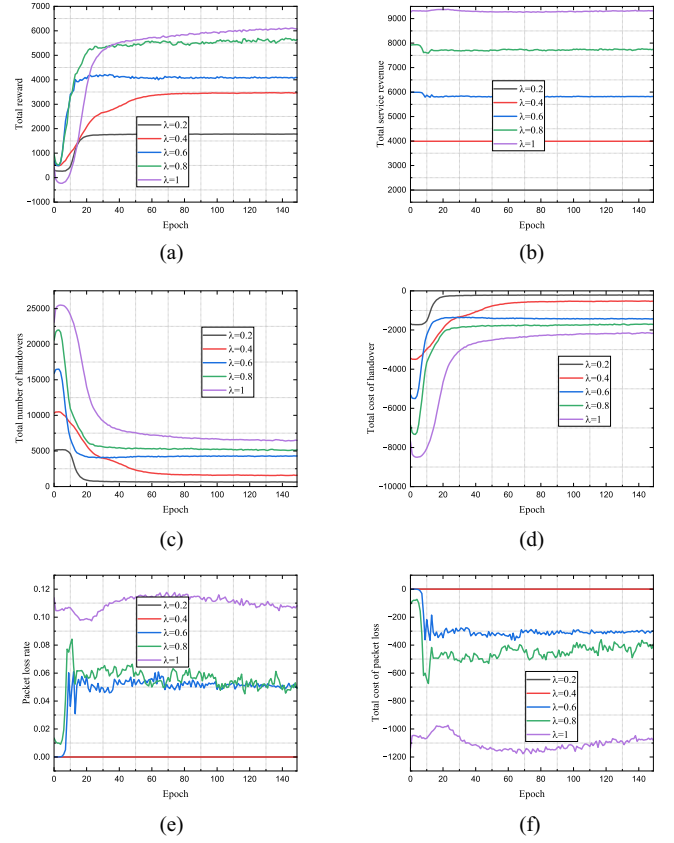 7000
6000
5000
4000
3000
2000
1000
0
-1000
0 20 40 60 80 100 120 140
Total reward
Epoch
λ=0.2
λ=0.4
λ=0.6
λ=0.8
λ=1
(a)
9000
8000
7000
6000
5000
4000
3000
2000
0 20 40 60 80 100 120 140
Total service revenue
Epoch
λ=0.2
λ=0.4
λ=0.6
λ=0.8
λ=1
(b)
25000
20000
15000
10000
5000
0
0 20 40 60 80 100 120 140
Total number of handovers
Epoch
λ=0.2
λ=0.4
λ=0.6
λ=0.8
λ=1
(c)
0
-2000
-4000
-6000
-8000
-10000
0 20 40 60 80 100 120 140
Total cost of handover
Epoch
λ=0.2
λ=0.4
λ=0.6
λ=0.8
λ=1
(d)
0.12
0.10
0.08
0.06
0.04
0.02
0.00
0 20 40 60 80 100 120 140
Packet loss rate
Epoch
λ=0.2
λ=0.4
λ=0.6
λ=0.8
λ=1
(e)
0
-200
-400
-600
-800
-1000
-1200
0 20 40 60 80 100 120 140
Total cost of packet loss
Epoch
λ=0.2
λ=0.4
λ=0.6
λ=0.8
λ=1
(f)